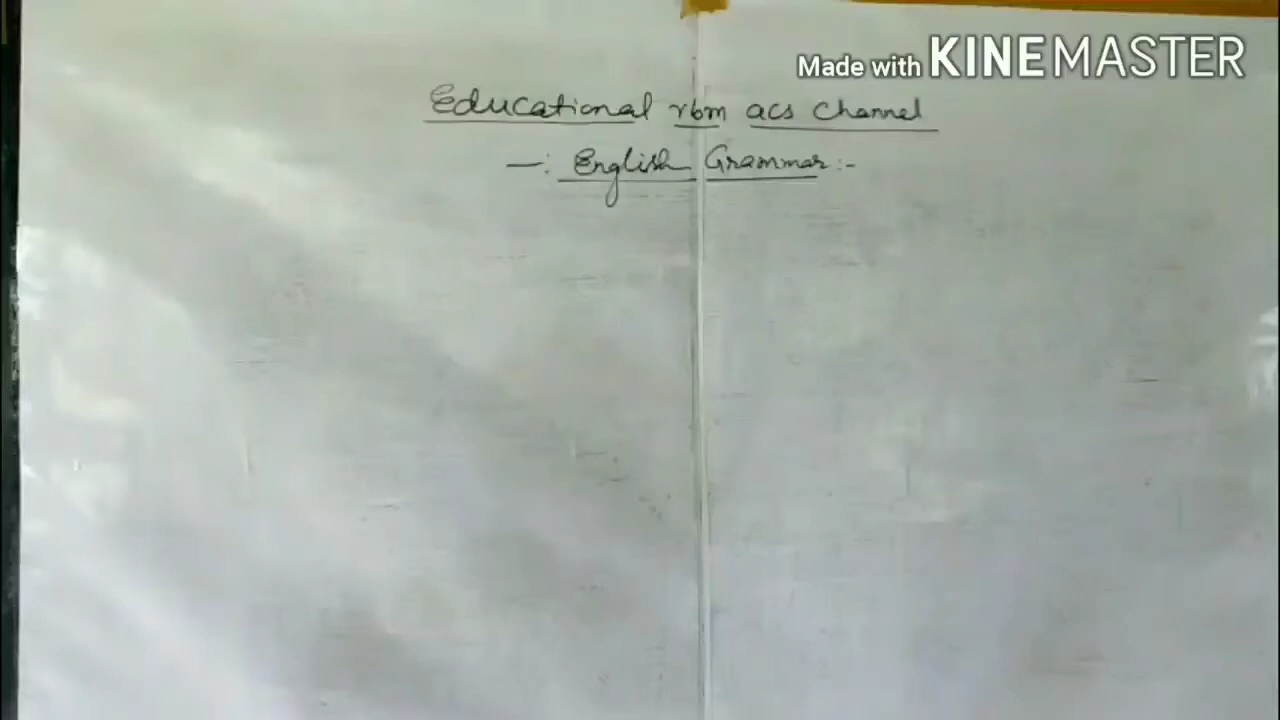 Made with KINEMASTER
Educational rbm acs channel
—: English Grammar :-